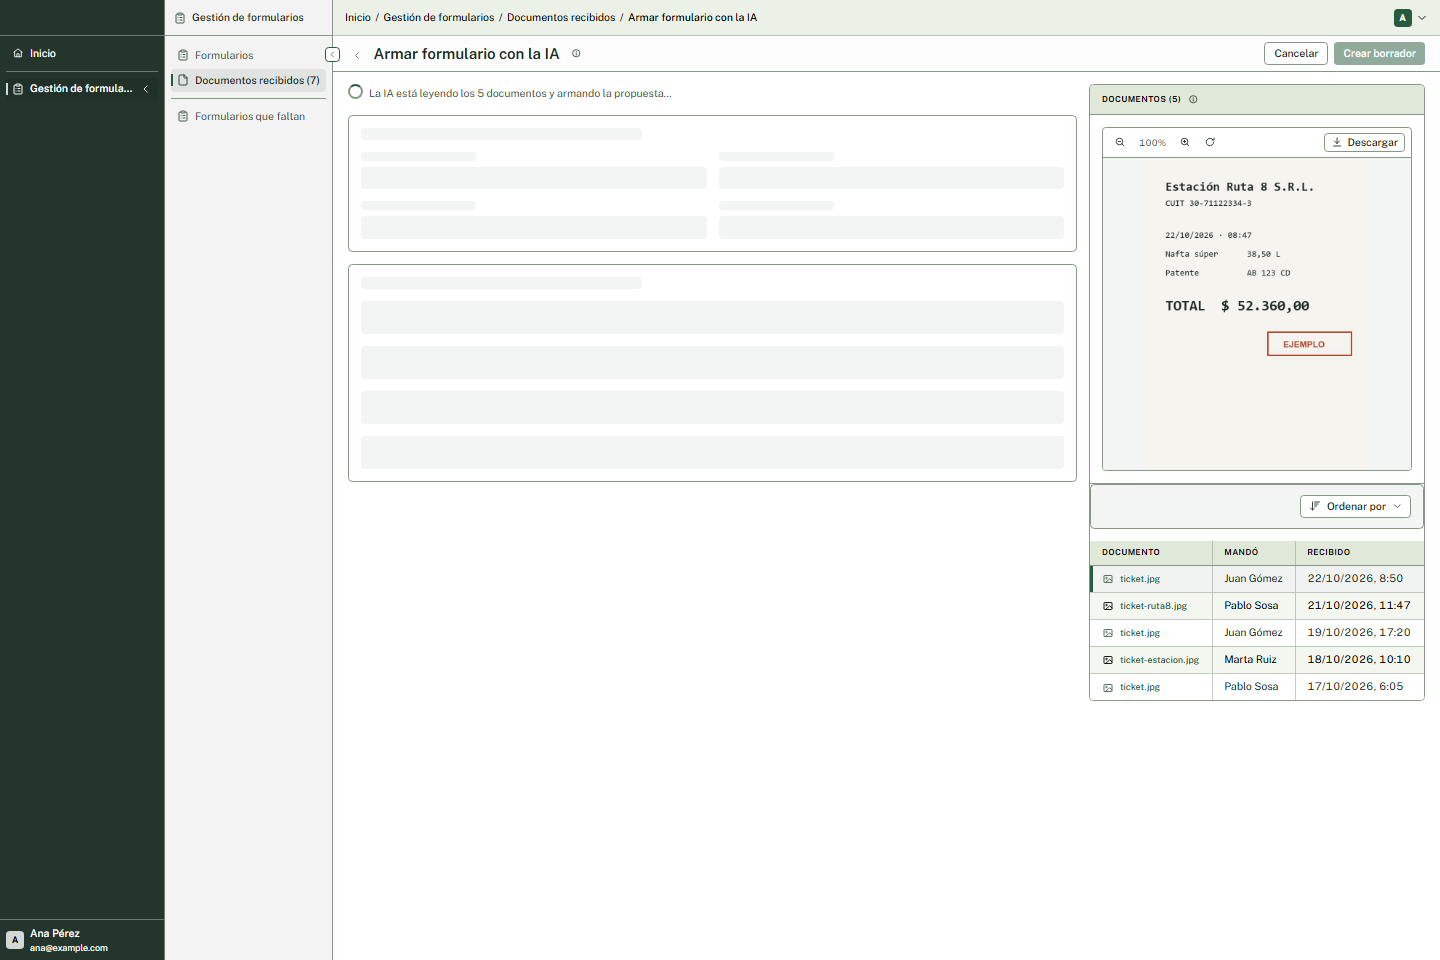 Inicio
Gestión de formula...
Ana Pérez
A
ana@example.com
Gestión de formularios
Formularios
Documentos recibidos (7)
Formularios que faltan
Inicio / Gestión de formularios / Documentos recibidos / Armar formulario con la IA
A
Armar formulario con la IA
Cancelar
Crear borrador
La IA está leyendo los 5 documentos y armando la propuesta...
DOCUMENTOS (5)
100%
Descargar
Estación Ruta 8 S.R.L.
CUIT 30-71122334-3
22/10/2026 · 08:47
Nafta súper 38,50 L
Patente AB 123 CD
TOTAL $ 52.360,00
EJEMPLO
Ordenar por
DOCUMENTO MANDÓ RECIBIDO
ticket.jpg Juan Gómez 22/10/2026, 8:50
ticket-ruta8.jpg Pablo Sosa 21/10/2026, 11:47
ticket.jpg Juan Gómez 19/10/2026, 17:20
ticket-estacion.jpg Marta Ruiz 18/10/2026, 10:10
ticket.jpg Pablo Sosa 17/10/2026, 6:05